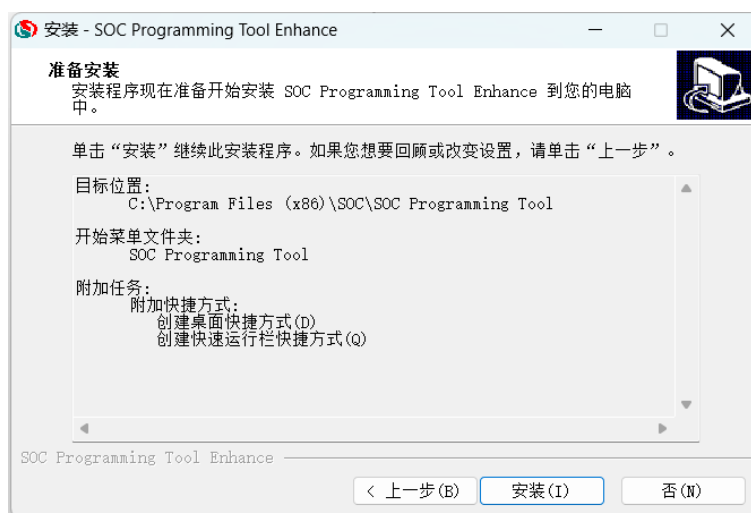 安装 - SOC Programming Tool Enhance
准备安装
安装程序现在准备开始安装 SOC Programming Tool Enhance 到您的电脑
中。
单击“安装”继续此安装程序。如果您想要回顾或改变设置，请单击“上一步”。
目标位置:
C:\Program Files (x86)\SOC\SOC Programming Tool
开始菜单文件夹:
SOC Programming Tool
附加任务:
附加快捷方式:
创建桌面快捷方式(D)
创建快速运行栏快捷方式(Q)
SOC Programming Tool Enhance
< 上一步(B)
安装(I)
否(N)